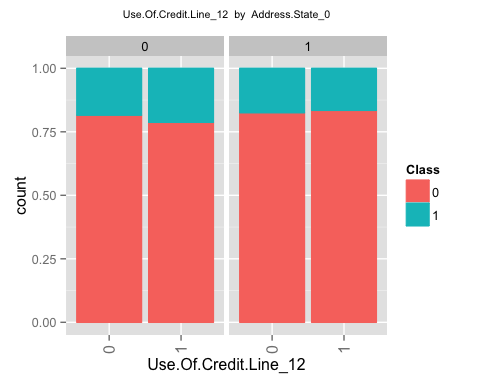 Use.Of.Credit.Line_12 by Address.State_0
0 1
1.00
0.75
0.50
0.25
0.00
count
0 1 0 1
Use.Of.Credit.Line_12
Class
0
1